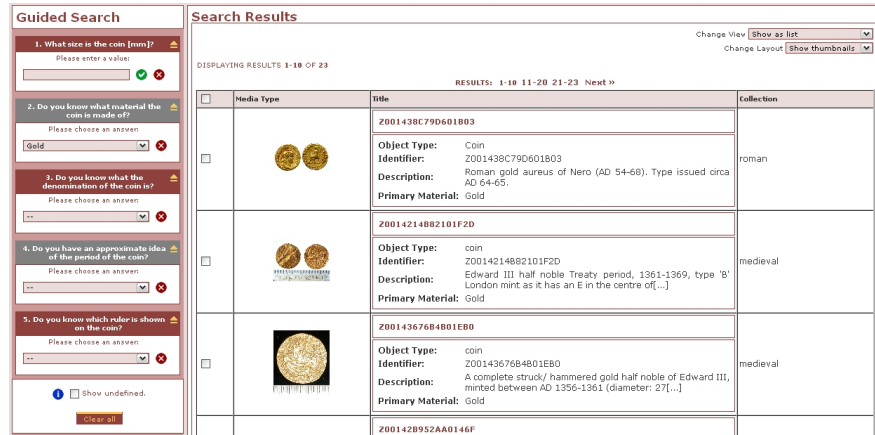 Guided Search
1. What size is the coin [mm]?
Please enter a value:
2. Do you know what material the
coin is made of?
Please choose an answer:
Gold
3. Do you know what the
denomination of the coin is?
Please choose an answer:
--
4. Do you have an approximate idea
of the period of the coin?
Please choose an answer:
--
5. Do you know which ruler is shown
on the coin?
Please choose an answer:
--
Show undefined.
Clear all
Search Results
Change View Show as list
Change Layout Show thumbnails
DISPLAYING RESULTS 1-10 OF 23
RESULTS: 1-10 11-20 21-23 Next »
Media Type Title Collection
Z001438C79D601B03
Object Type: Coin
Identifier: Z001438C79D601B03
Description: Roman gold aureus of Nero (AD 54-68). Type issued circa
AD 64-65.
Primary Material: Gold
roman
Z0014214B82101F2D
Object Type: coin
Identifier: Z0014214B82101F2D
Description: Edward III half noble Treaty period, 1361-1369, type 'B'
London mint as it has an E in the centre of[...]
Primary Material: Gold
medieval
Z00143676B4B01EB0
Object Type: coin
Identifier: Z00143676B4B01EB0
Description: A complete struck/ hammered gold half noble of Edward III,
minted between AD 1356-1361 (diameter: 27[...]
Primary Material: Gold
medieval
Z00142B952AA0146F